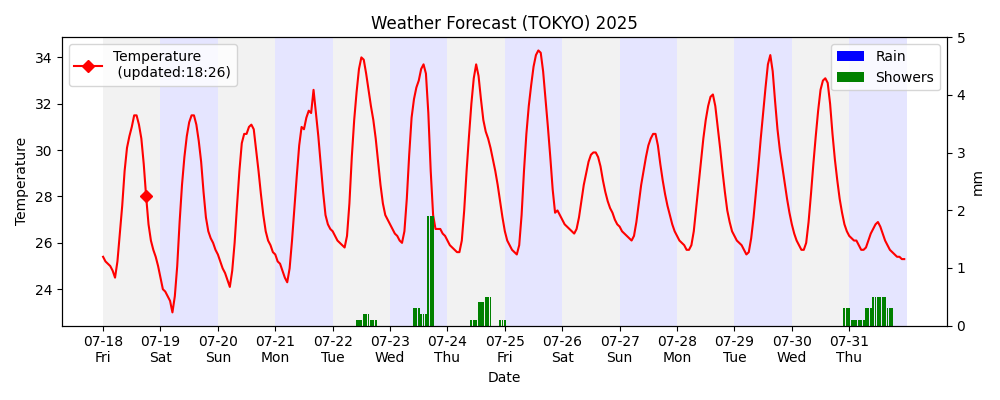 Weather Forecast (TOKYO) 2025
Temperature
(updated:18:26)
Rain
Showers
Temperature
34
32
30
28
26
24
5
4
3
2
1
0
mm
07-18 07-19 07-20 07-21 07-22 07-23 07-24 07-25 07-26 07-27 07-28 07-29 07-30 07-31
Fri Sat Sun Mon Tue Wed Thu Fri Sat Sun Mon Tue Wed Thu
Date